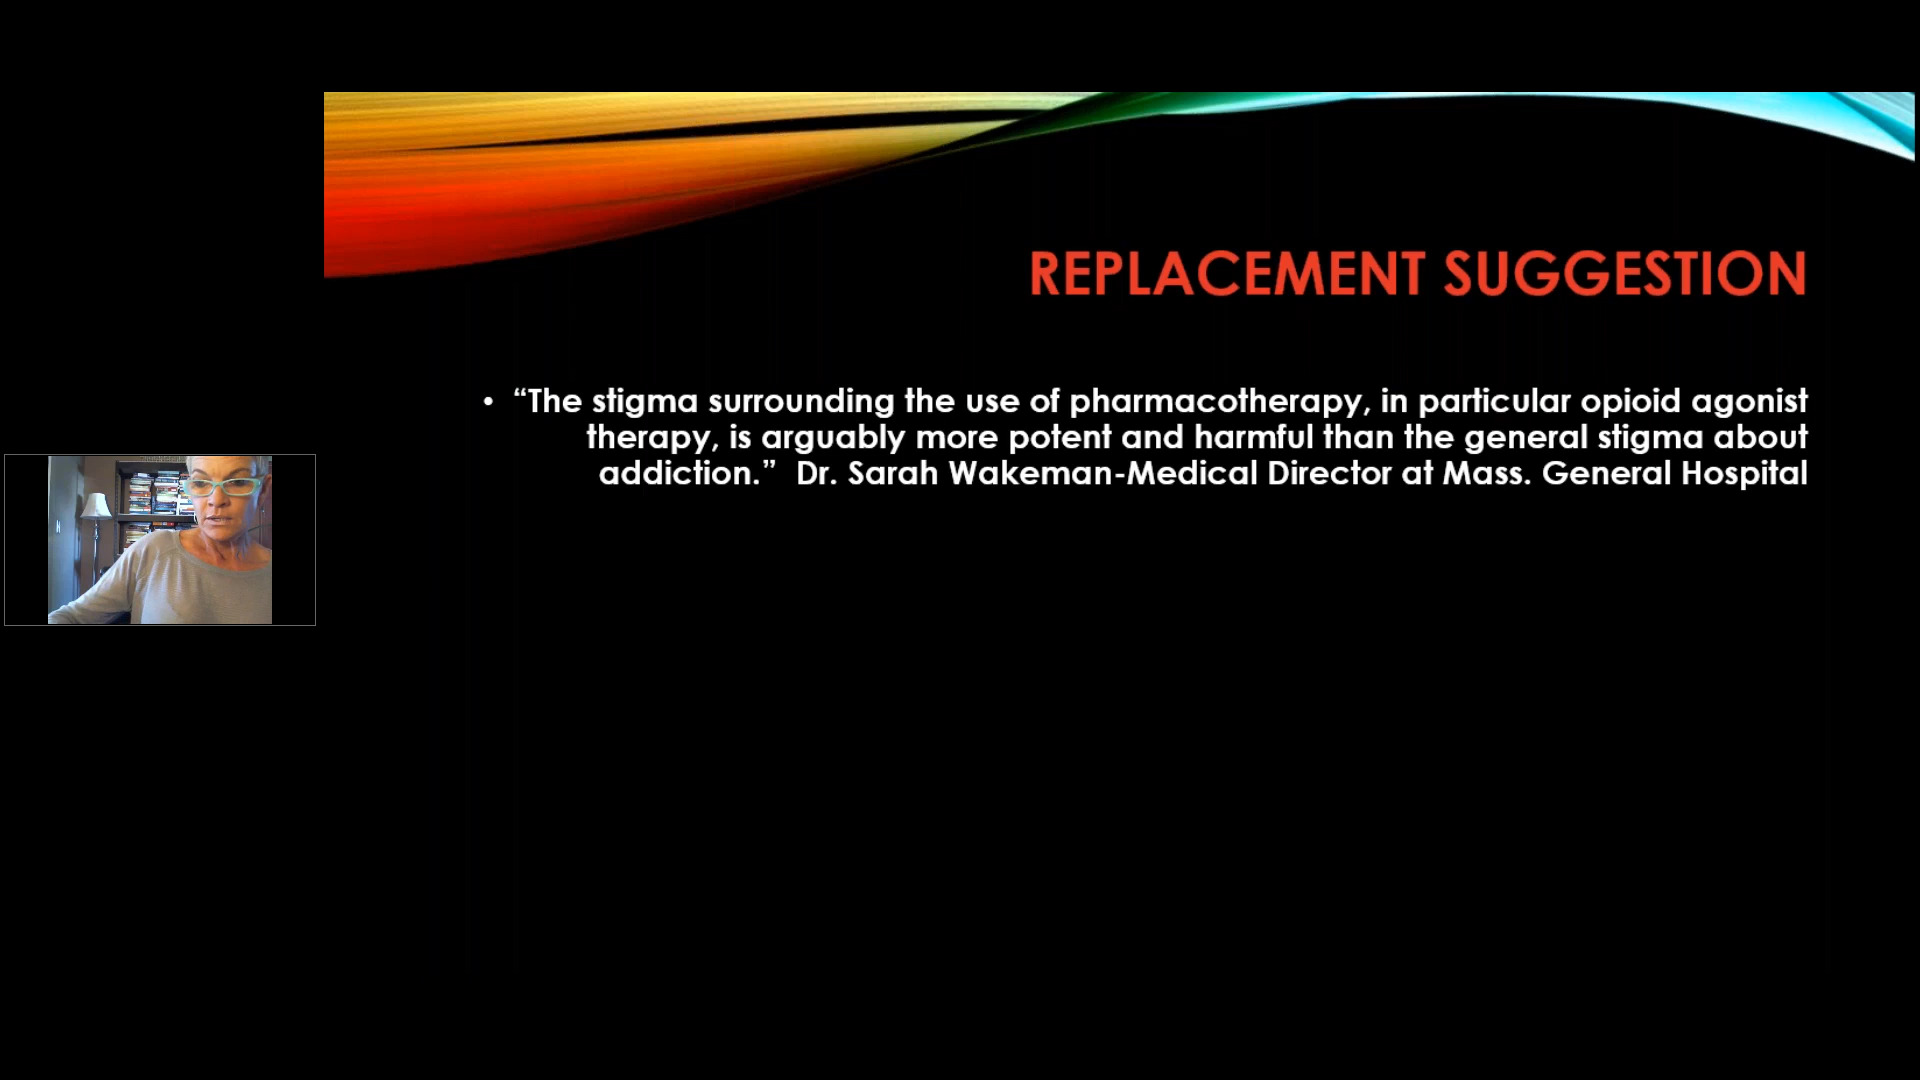 REPLACEMENT SUGGESTION
• “The stigma surrounding the use of pharmacotherapy, in particular opioid agonist
therapy, is arguably more potent and harmful than the general stigma about
addiction.”  Dr. Sarah Wakeman-Medical Director at Mass. General Hospital